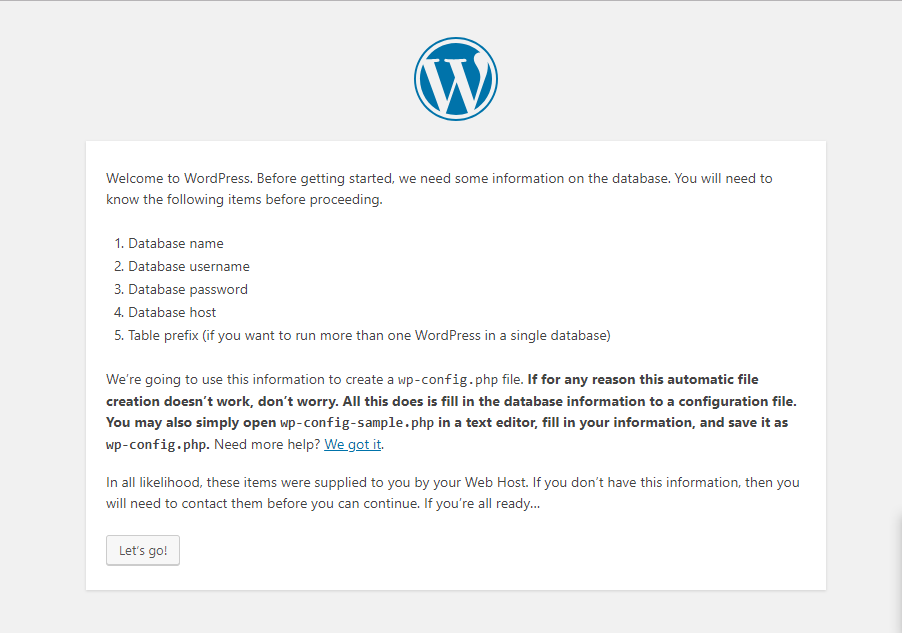 Welcome to WordPress. Before getting started, we need some information on the database. You will need to
know the following items before proceeding.
1. Database name
2. Database username
3. Database password
4. Database host
5. Table prefix (if you want to run more than one WordPress in a single database)
We’re going to use this information to create a wp-config.php file. If for any reason this automatic file
creation doesn’t work, don’t worry. All this does is fill in the database information to a configuration file.
You may also simply open wp-config-sample.php in a text editor, fill in your information, and save it as
wp-config.php. Need more help? We got it.
In all likelihood, these items were supplied to you by your Web Host. If you don’t have this information, then you
will need to contact them before you can continue. If you’re all ready…
Let’s go!